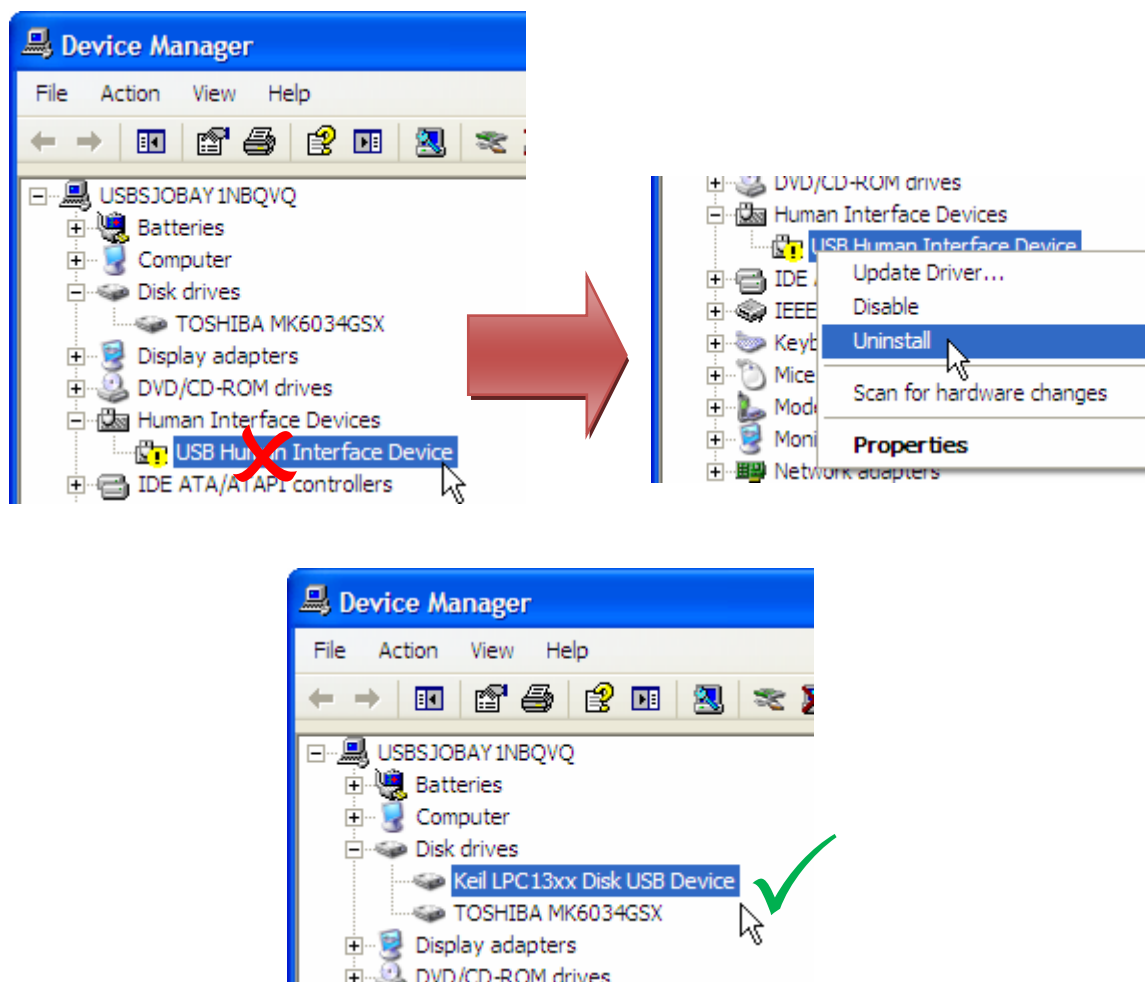 Device Manager
File Action View Help
USBSJOBAY1NBQVQ
Batteries
Computer
Disk drives
TOSHIBA MK6034GSX
Display adapters
DVD/CD-ROM drives
Human Interface Devices
USB Human Interface Device
IDE ATA/ATAPI controllers
DVD/CD-ROM drives
Human Interface Devices
USB Human Interface Device
IDE
IEEE
Keyb
Mice
Mod
Moni
Network adapters
Update Driver...
Disable
Uninstall
Scan for hardware changes
Properties
Device Manager
File Action View Help
USBSJOBAY1NBQVQ
Batteries
Computer
Disk drives
Keil LPC13xx Disk USB Device
TOSHIBA MK6034GSX
Display adapters
DVD/CD-ROM drives